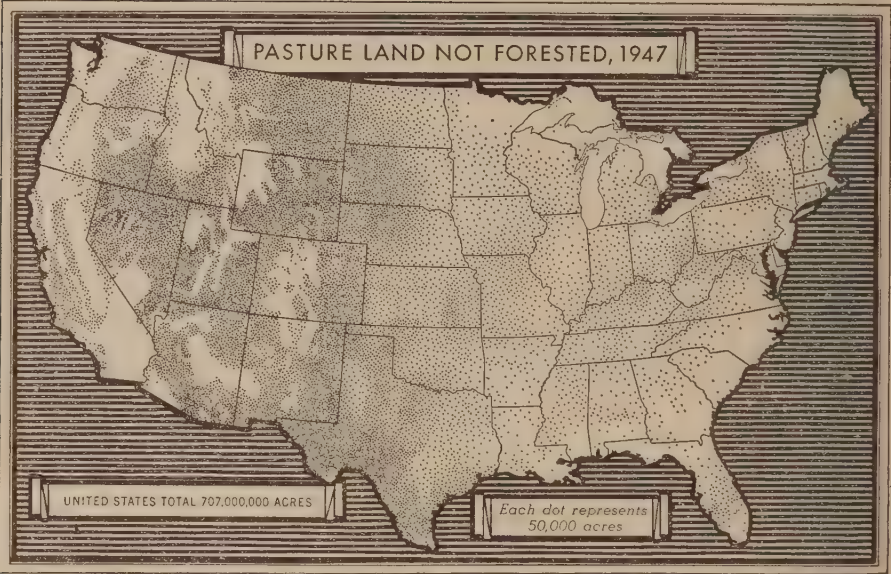 PASTURE LAND NOT FORESTED, 1947
UNITED STATES TOTAL 707,000,000 ACRES
Each dot represents
50,000 acres